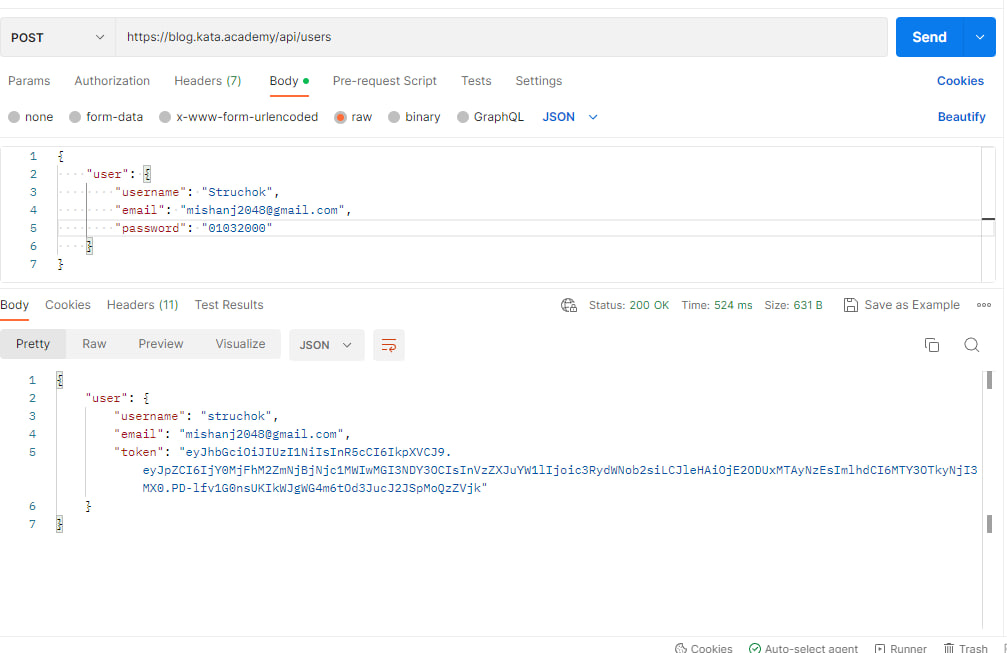 POST https://blog.kata.academy/api/users Send
Params Authorization Headers (7) Body Pre-request Script Tests Settings Cookies
none form-data x-www-form-urlencoded raw binary GraphQL JSON Beautify
1 {
2 "user": {
3 "username": "Struchok",
4 "email": "mishanj2048@gmail.com",
5 "password": "01032000"
6 }
7 }
Body Cookies Headers (11) Test Results Status: 200 OK Time: 524 ms Size: 631 B Save as Example
Pretty Raw Preview Visualize JSON
1 {
2 "user": {
3 "username": "struchok",
4 "email": "mishanj2048@gmail.com",
5 "token": "eyJhbGciOiJIUzI1NiIsInR5cCI6IkpXVCJ9.
eyJpZCI6IjY0MjFhM2ZmNjBjNjc1MWIwMGI3NDY3OCIsInVzZXJuYW1lIjoic3RydWNob2siLCJleHAiOjE2ODUxMTAyNzEsImlhdCI6MTY3OTkyNjI3
MX0.PD-lfv1G0nsUKIkWJgWG4m6tOd3JucJ2JSpMoQzZVjk"
6 }
7 }
Cookies Auto-select agent Runner Trash